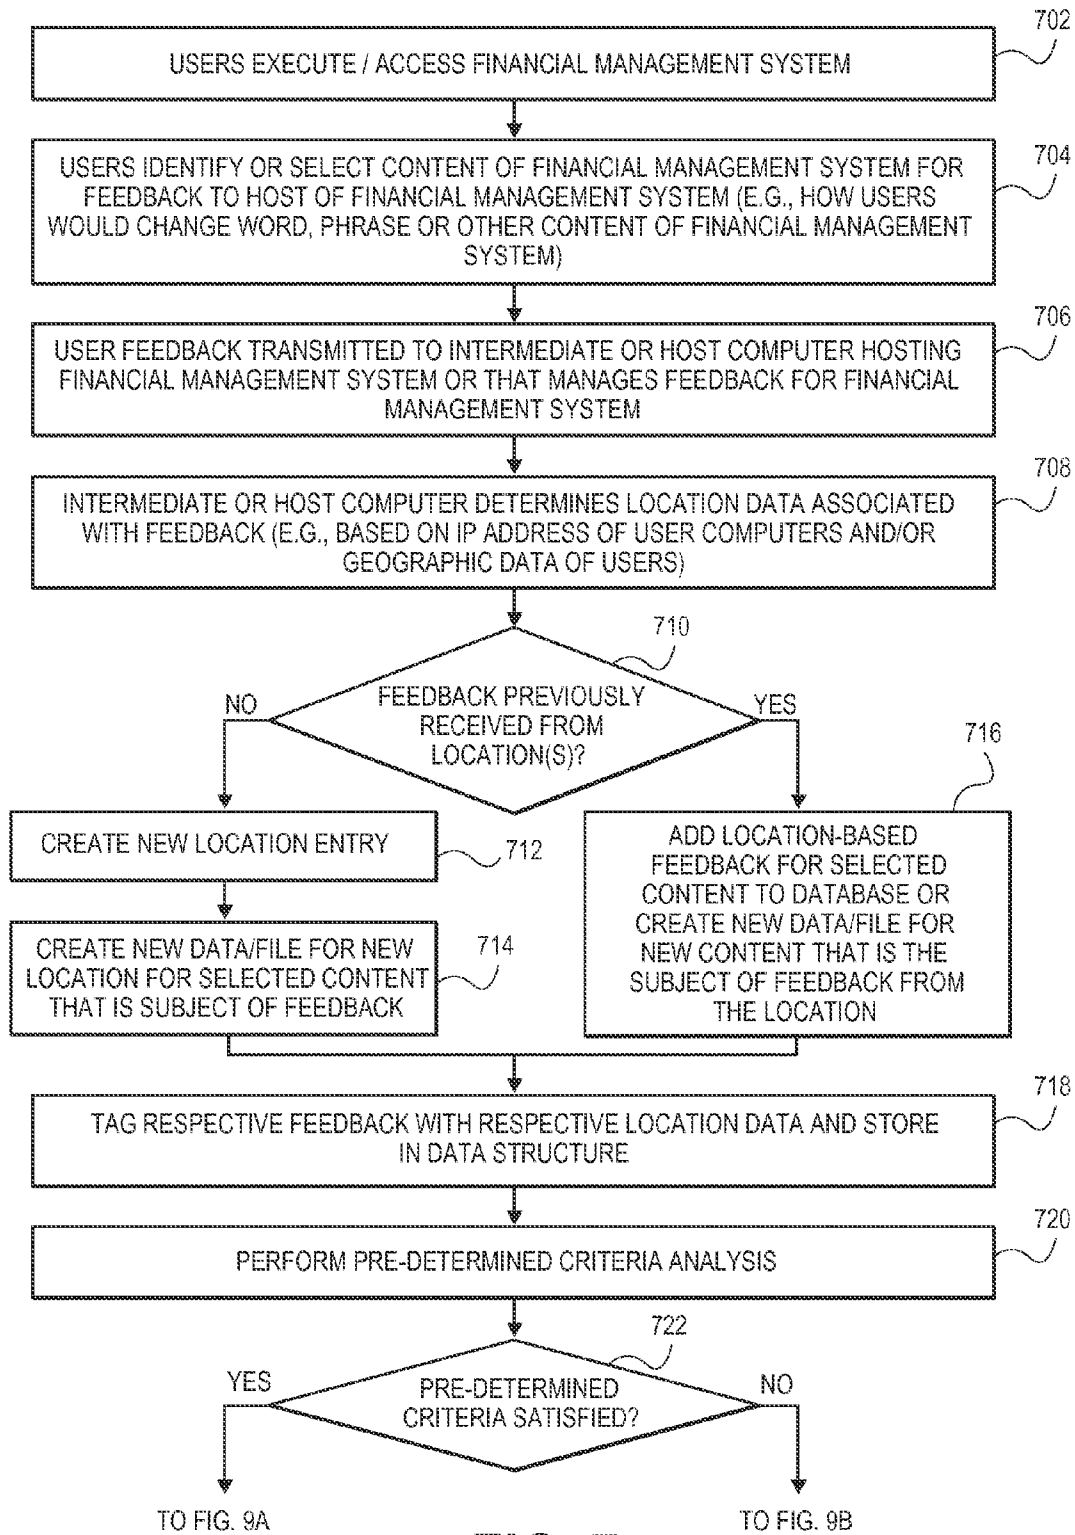 702
USERS EXECUTE / ACCESS FINANCIAL MANAGEMENT SYSTEM
704
USERS IDENTIFY OR SELECT CONTENT OF FINANCIAL MANAGEMENT SYSTEM FOR
FEEDBACK TO HOST OF FINANCIAL MANAGEMENT SYSTEM (E.G., HOW USERS
WOULD CHANGE WORD, PHRASE OR OTHER CONTENT OF FINANCIAL MANAGEMENT
SYSTEM)
706
USER FEEDBACK TRANSMITTED TO INTERMEDIATE OR HOST COMPUTER HOSTING
FINANCIAL MANAGEMENT SYSTEM OR THAT MANAGES FEEDBACK FOR FINANCIAL
MANAGEMENT SYSTEM
708
INTERMEDIATE OR HOST COMPUTER DETERMINES LOCATION DATA ASSOCIATED
WITH FEEDBACK (E.G., BASED ON IP ADDRESS OF USER COMPUTERS AND/OR
GEOGRAPHIC DATA OF USERS)
710
NO
FEEDBACK PREVIOUSLY
RECEIVED FROM
LOCATION(S)?
YES
CREATE NEW LOCATION ENTRY
712
CREATE NEW DATA/FILE FOR NEW
LOCATION FOR SELECTED CONTENT
THAT IS SUBJECT OF FEEDBACK
714
716
ADD LOCATION-BASED
FEEDBACK FOR SELECTED
CONTENT TO DATABASE OR
CREATE NEW DATA/FILE FOR
NEW CONTENT THAT IS THE
SUBJECT OF FEEDBACK FROM
THE LOCATION
718
TAG RESPECTIVE FEEDBACK WITH RESPECTIVE LOCATION DATA AND STORE
IN DATA STRUCTURE
720
PERFORM PRE-DETERMINED CRITERIA ANALYSIS
722
YES
PRE-DETERMINED
CRITERIA SATISFIED?
NO
TO FIG. 9A
TO FIG. 9B